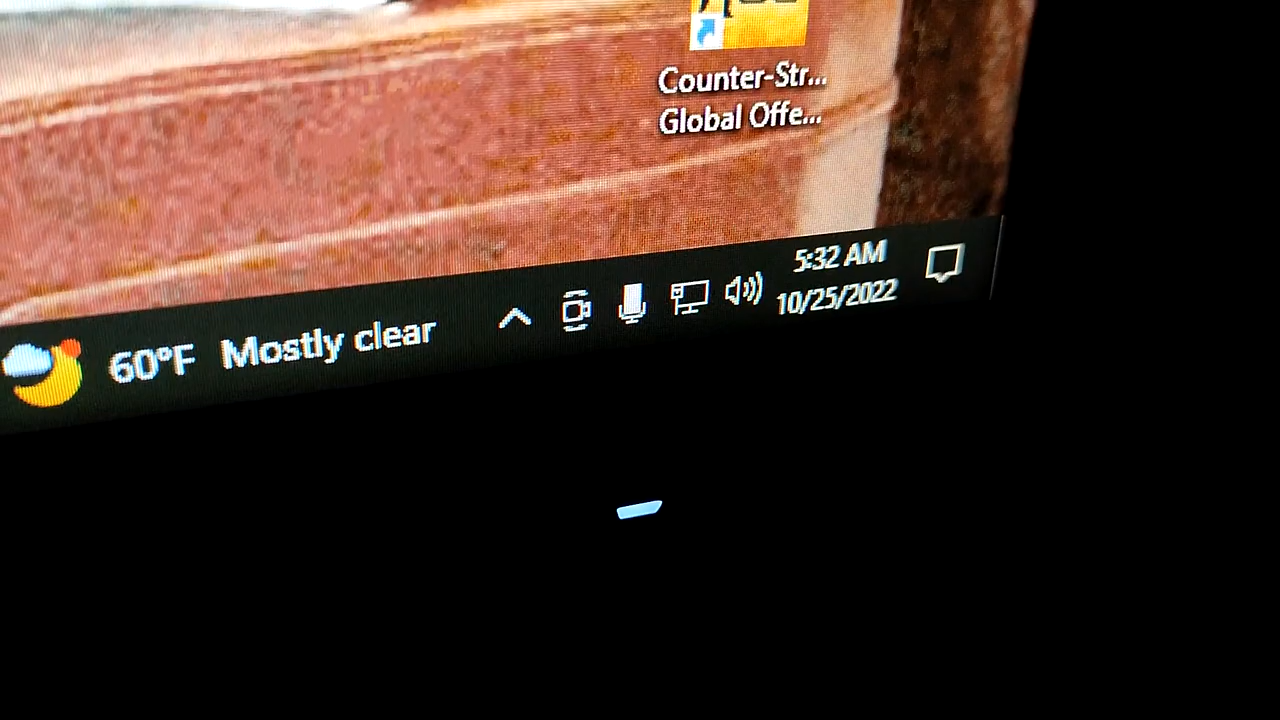 Counter-Str...
Global Offe...
60°F Mostly clear
5:32 AM
10/25/2022